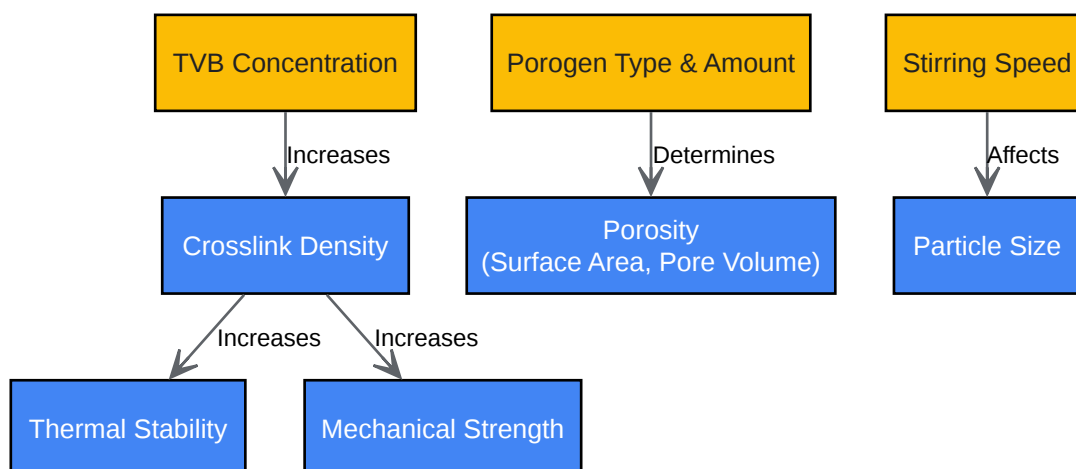 TVB Concentration
Porogen Type & Amount
Stirring Speed
Increases
Determines
Affects
Crosslink Density
Porosity
(Surface Area, Pore Volume)
Particle Size
Increases
Increases
Thermal Stability
Mechanical Strength